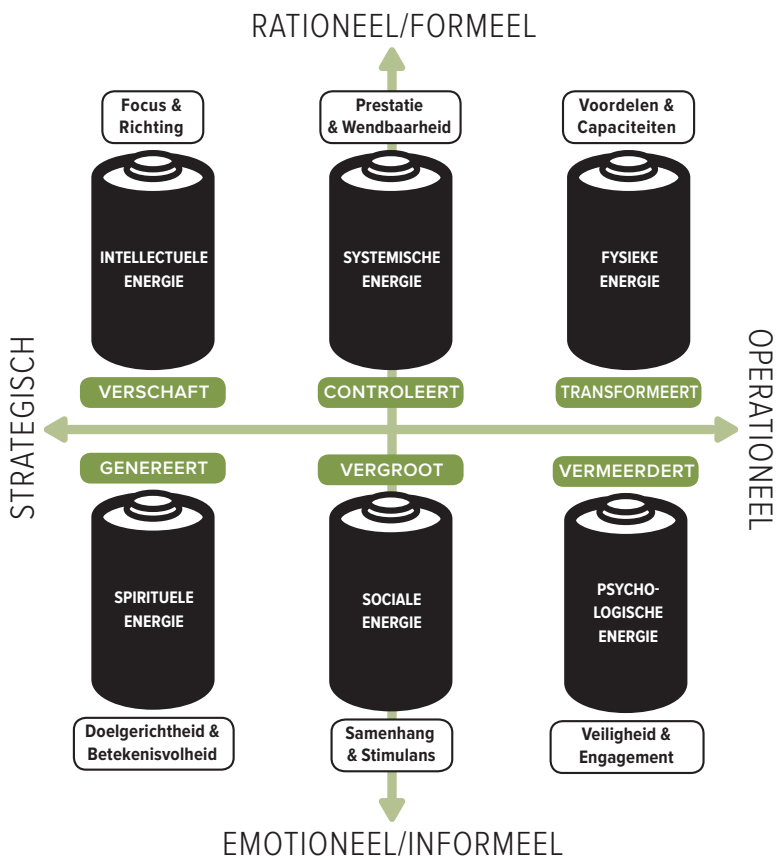 RATIONEEL/FORMEEL
Focus &
Richting
Prestatie
& Wendbaarheid
Voordelen &
Capaciteiten
INTELLECTUELE
ENERGIE
SYSTEMISCHE
ENERGIE
FYSIEKE
ENERGIE
VERSCHAFT
CONTROLEERT
TRANSFORMEERT
STRATEGISCH
OPERATIONEEL
GENEREERT
VERGROOT
VERMEERDERT
SPIRITUELE
ENERGIE
SOCIALE
ENERGIE
PSYCHO-
LOGISCHE
ENERGIE
Doelgerichtheid &
Betekenisvolheid
Samenhang
& Stimulans
Veiligheid &
Engagement
EMOTIONEEL/INFORMEEL